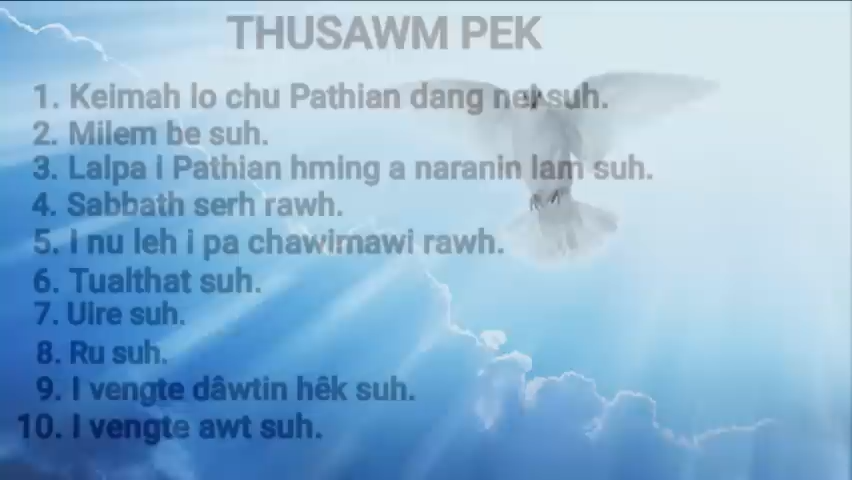 THUSAWM PEK
1. Keimah lo chu Pathian dang nei suh.
2. Milem be suh.
3. Lalpa i Pathian hming a naranin lam suh.
4. Sabbath serh rawh.
5. I nu leh i pa chawimawi rawh.
6. Tualthat suh.
7. Uire suh.
8. Ru suh.
9. I vengte dâwtin hêk suh.
10. I vengte awt suh.